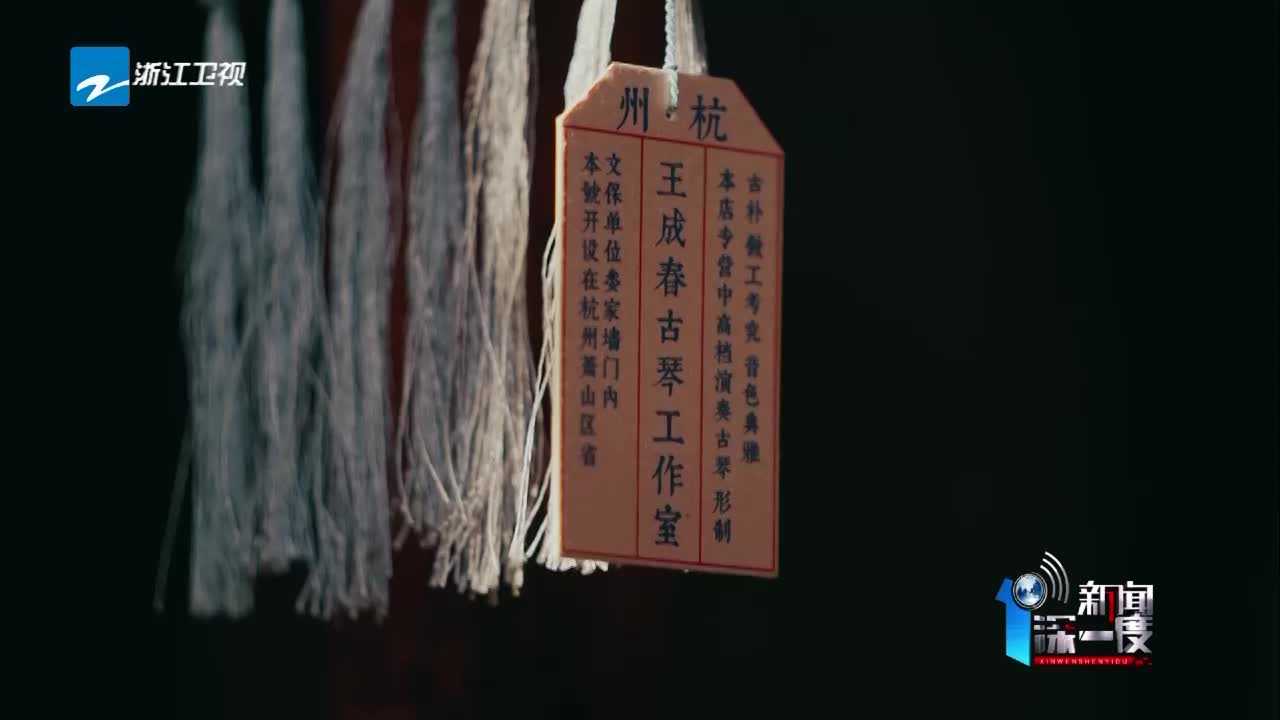 浙江卫视
杭州
本店专营中高档演奏古琴 形制
古朴 做工考究 音色典雅
王成春古琴工作室
本號开设在杭州萧山区省
文保单位娄家墙门内
新闻
深一度
XINWENSHENYIDU